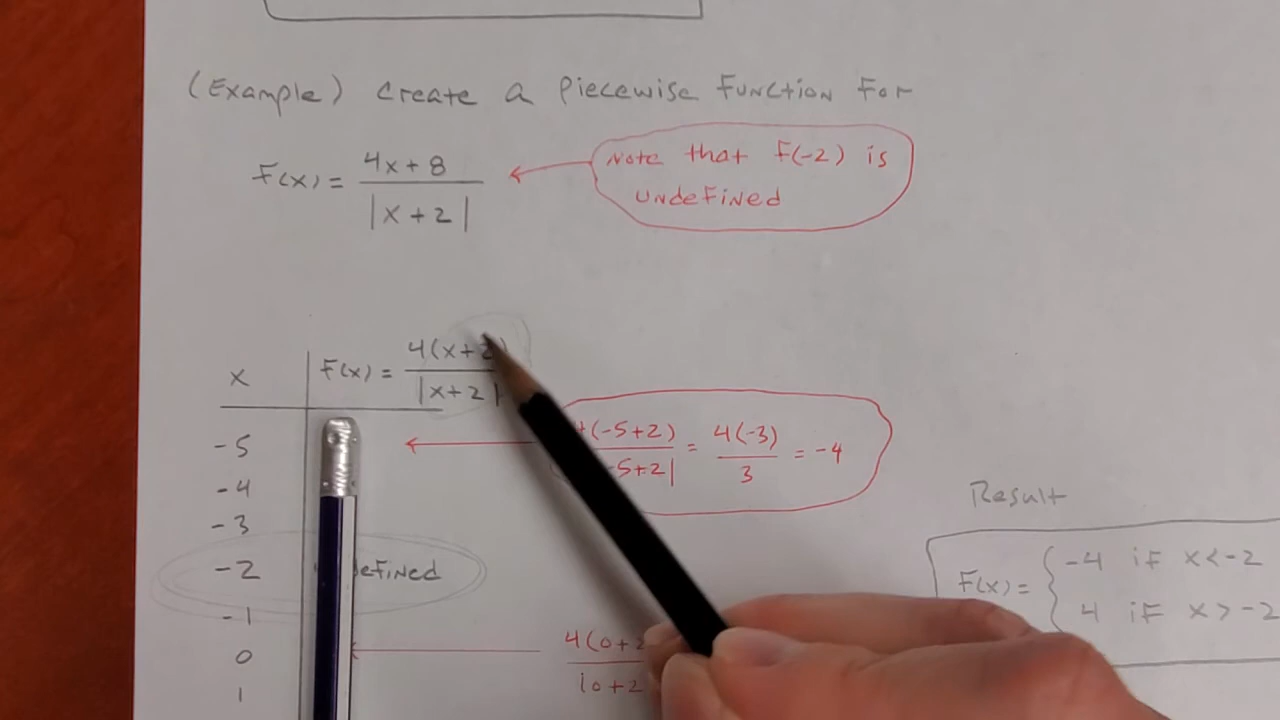 (Example) Create a Piecewise Function For
F(x) = 4x + 8 / |x + 2|
Note that F(-2) is
undefined
x
F(x) = 4(x+2) / |x+2|
-5
4(-3) / 3 = -4
-4
-3
-2
-1
0
1
Result
F(x) = { -4 if x < -2
4 if x > -2